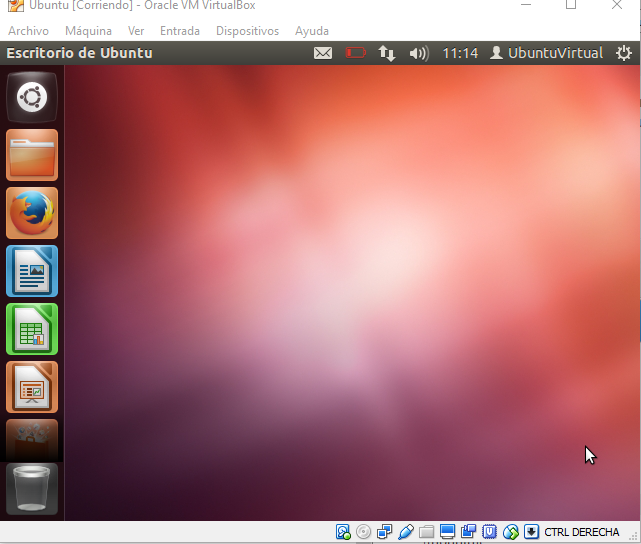 Ubuntu [Corriendo] - Oracle VM VirtualBox
Archivo Máquina Ver Entrada Dispositivos Ayuda
Escritorio de Ubuntu 11:14 UbuntuVirtual
CTRL DERECHA